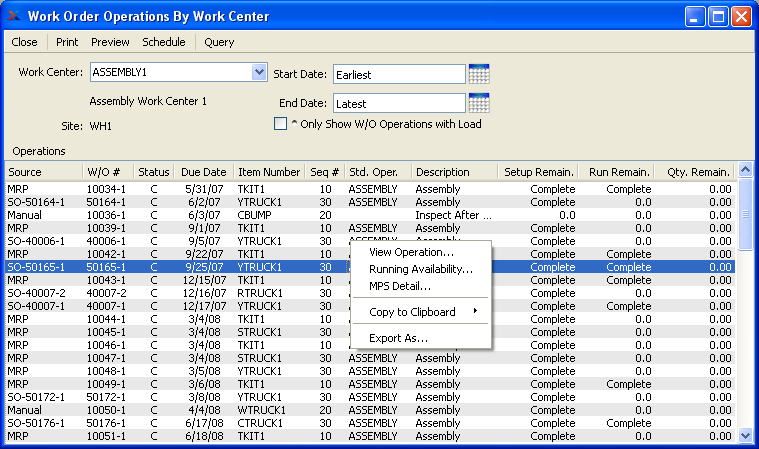 Work Order Operations By Work Center
Close Print Preview Schedule Query
Work Center: ASSEMBLY1 Start Date: Earliest
Assembly Work Center 1 End Date: Latest
Site: WH1 ^ Only Show W/O Operations with Load
Operations
Source W/O # Status Due Date Item Number Seq # Std. Oper. Description Setup Remain. Run Remain. Qty. Remain.
MRP 10034-1 C 5/31/07 TKIT1 10 ASSEMBLY Assembly Complete Complete 0.00
SO-50164-1 50164-1 C 6/2/07 YTRUCK1 30 ASSEMBLY Assembly Complete 0.0 0.00
Manual 10036-1 C 6/3/07 CBUMP 20 Inspect After ... 0.0 0.0 0.00
MRP 10039-1 C 9/1/07 TKIT1 10 ASSEMBLY Assembly Complete 0.0 0.00
SO-40006-1 40006-1 C 9/5/07 YTRUCK1 30 Complete 0.0 0.00
MRP 10042-1 C 9/22/07 TKIT1 10 Complete 0.0 0.00
SO-50165-1 50165-1 C 9/25/07 YTRUCK1 30 Complete 0.0 0.00
MRP 10043-1 C 12/15/07 TKIT1 10 Complete Complete 0.00
SO-40007-2 40007-2 C 12/16/07 RTRUCK1 30 Complete 0.0 0.00
SO-40007-1 40007-1 C 12/17/07 YTRUCK1 30 Complete Complete 0.00
MRP 10044-1 C 3/4/08 TKIT1 10 Complete 0.0 0.00
MRP 10045-1 C 3/4/08 STRUCK1 30 Complete 0.0 0.00
MRP 10046-1 C 3/4/08 TKIT1 10 Complete 0.0 0.00
MRP 10047-1 C 3/4/08 STRUCK1 30 ASSEMBLY Assembly Complete 0.0 0.00
MRP 10048-1 C 3/5/08 YTRUCK1 30 ASSEMBLY Assembly Complete 0.0 0.00
MRP 10049-1 C 3/6/08 TKIT1 10 ASSEMBLY Assembly Complete Complete 0.00
SO-50172-1 50172-1 C 3/8/08 YTRUCK1 30 ASSEMBLY Assembly Complete 0.0 0.00
Manual 10050-1 C 4/4/08 WTRUCK1 20 ASSEMBLY Assembly Complete 0.0 0.00
SO-50176-1 50176-1 C 6/17/08 CTRUCK1 30 ASSEMBLY Assembly Complete Complete 0.00
MRP 10051-1 C 6/18/08 TKIT1 10 ASSEMBLY Assembly Complete 0.0 0.00
View Operation...
Running Availability...
MPS Detail...
Copy to Clipboard
Export As...